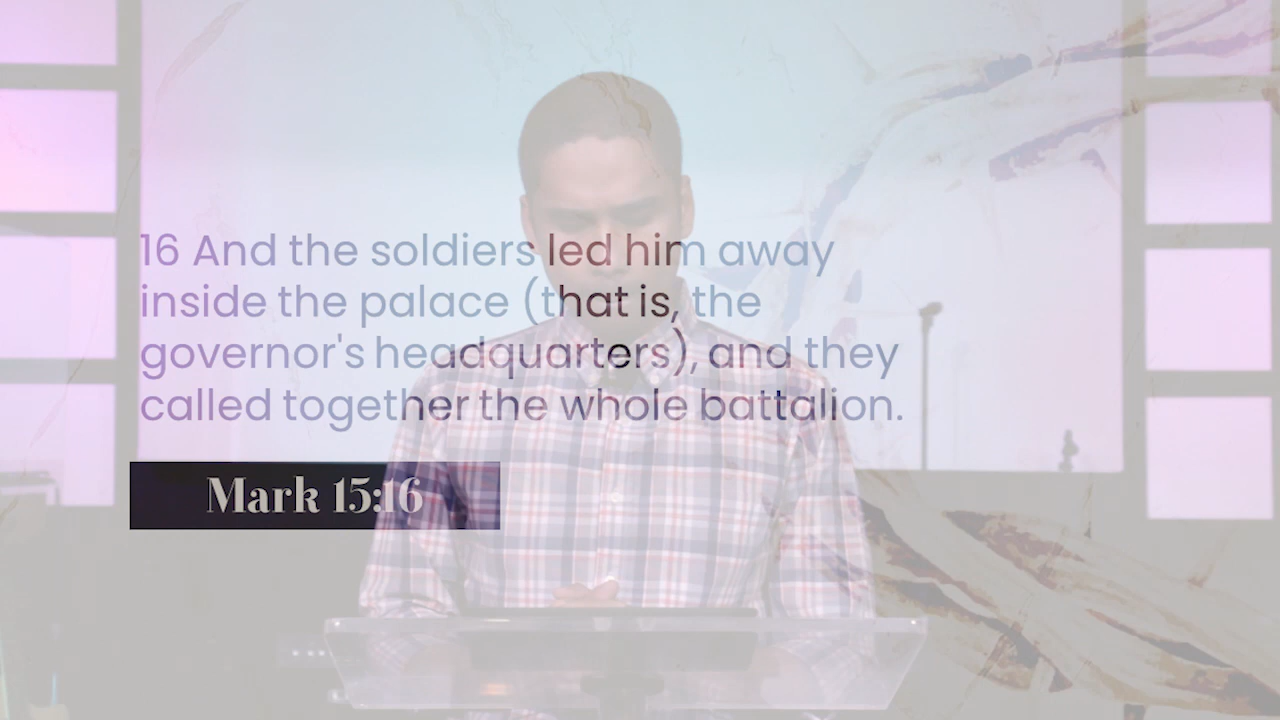 16 And the soldiers led him away
inside the palace (that is, the
governor's headquarters), and they
called together the whole battalion.
Mark 15:16